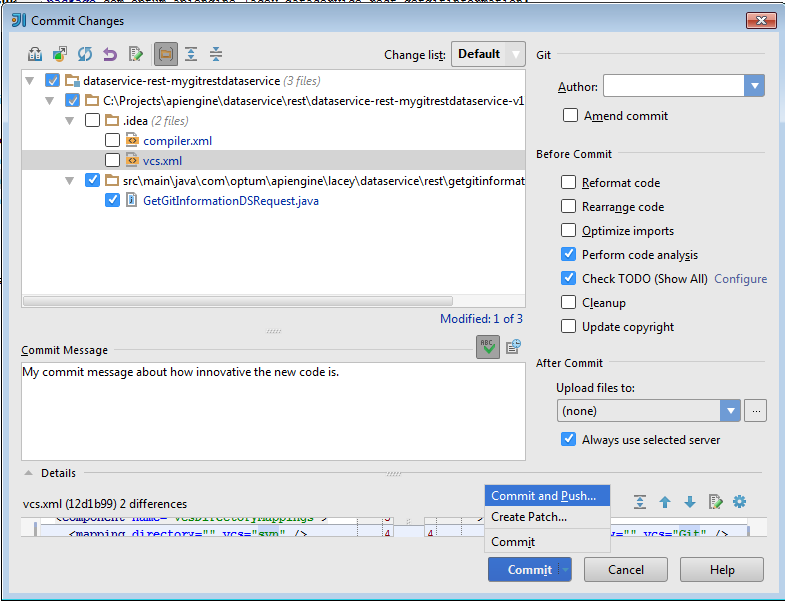 Commit Changes
Change list: Default
dataservice-rest-mygitrestdataservice (3 files)
C:\Projects\apiengine\dataservice\rest\dataservice-rest-mygitrestdataservice-v1
.idea (2 files)
compiler.xml
vcs.xml
src\main\java\com\optum\apiengine\lacey\dataservice\rest\getgitinformat
GetGitInformationDSRequest.java
Modified: 1 of 3
Commit Message
ABC
My commit message about how innovative the new code is.
Git
Author:
Amend commit
Before Commit
Reformat code
Rearrange code
Optimize imports
Perform code analysis
Check TODO (Show All) Configure
Cleanup
Update copyright
After Commit
Upload files to:
(none)
...
Always use selected server
Details
vcs.xml (12d1b99) 2 differences
<component name="VcsDirectoryMappings"> 3
<mapping directory="" vcs="svn" /> 4 4 ="" vcs="Git" />
Commit and Push...
Create Patch...
Commit
Commit Cancel Help